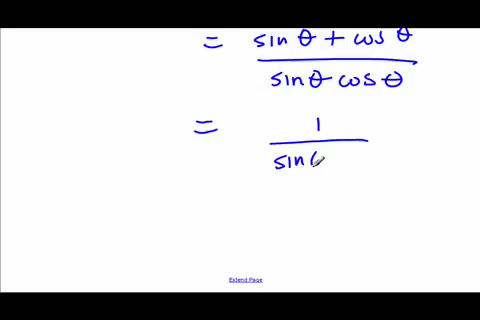 = sin θ + cos θ
sin θ cos θ
= 1
sin
Extend Page